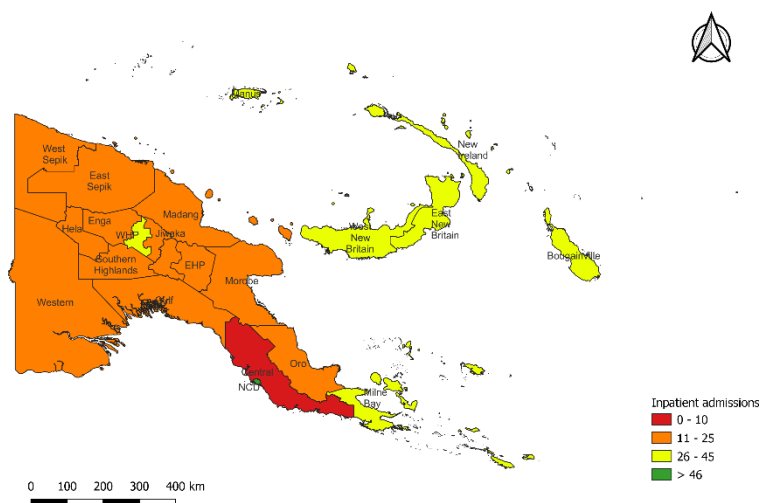 Manus
New
Ireland
West
Sepik
East
Sepik
Madang
Enga
Hela
WHP
Jiwaka
Southern
Highlands
EHP
Morobe
Western
Gulf
West
New
Britain
East
New
Britain
Bougainville
Oro
Central
NCD
Milne
Bay
Inpatient admissions
0 - 10
11 - 25
26 - 45
> 46
0 100 200 300 400 km